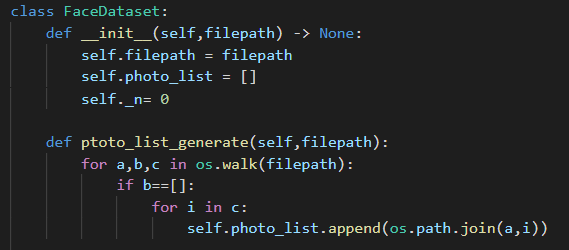 class FaceDataset:
    def __init__(self,filepath) -> None:
        self.filepath = filepath
        self.photo_list = []
        self._n= 0
    def ptoto_list_generate(self,filepath):
        for a,b,c in os.walk(filepath):
            if b==[]:
                for i in c:
                    self.photo_list.append(os.path.join(a,i))